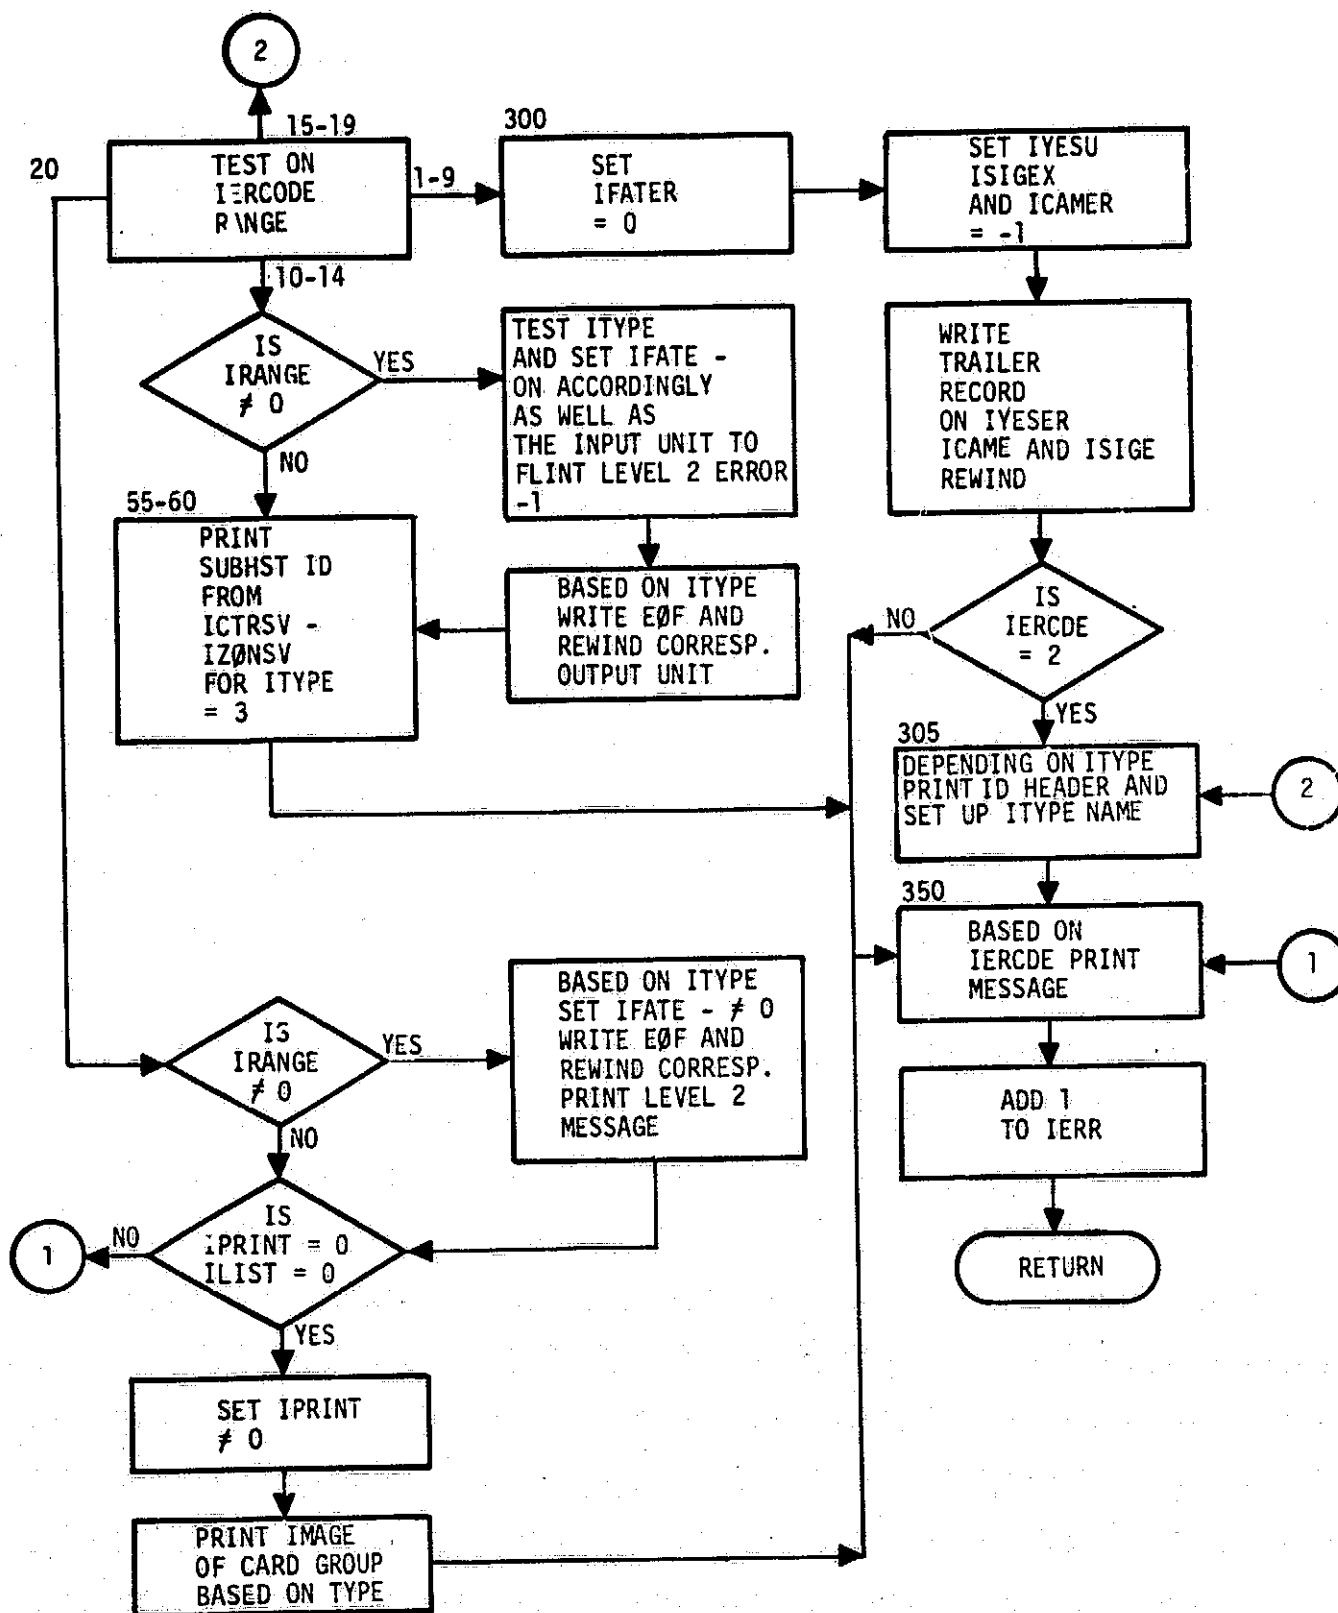 2
15-19
20
TEST ON
IERCODE
RANGE
1-9
300
SET
IFATER
= 0
SET IYESU
ISIGEX
AND ICAMER
= -1
10-14
IS
IRANGE
≠ 0
YES
NO
TEST ITYPE
AND SET IFATE -
ON ACCORDINGLY
AS WELL AS
THE INPUT UNIT TO
FLINT LEVEL 2 ERROR
-1
WRITE
TRAILER
RECORD
ON IYESER
ICAME AND ISIGE
REWIND
55-60
PRINT
SUBHST ID
FROM
ICTRSV -
IZØNSV
FOR ITYPE
= 3
BASED ON ITYPE
WRITE EØF AND
REWIND CORRESP.
OUTPUT UNIT
IS
IERCDE
= 2
NO
YES
305
DEPENDING ON ITYPE
PRINT ID HEADER AND
SET UP ITYPE NAME
2
350
BASED ON
IERCDE PRINT
MESSAGE
1
IS
IRANGE
≠ 0
YES
NO
BASED ON ITYPE
SET IFATE - ≠ 0
WRITE EØF AND
REWIND CORRESP.
PRINT LEVEL 2
MESSAGE
ADD 1
TO IERR
RETURN
1
NO
IS
IPRINT = 0
ILIST = 0
YES
SET IPRINT
≠ 0
PRINT IMAGE
OF CARD GROUP
BASED ON TYPE